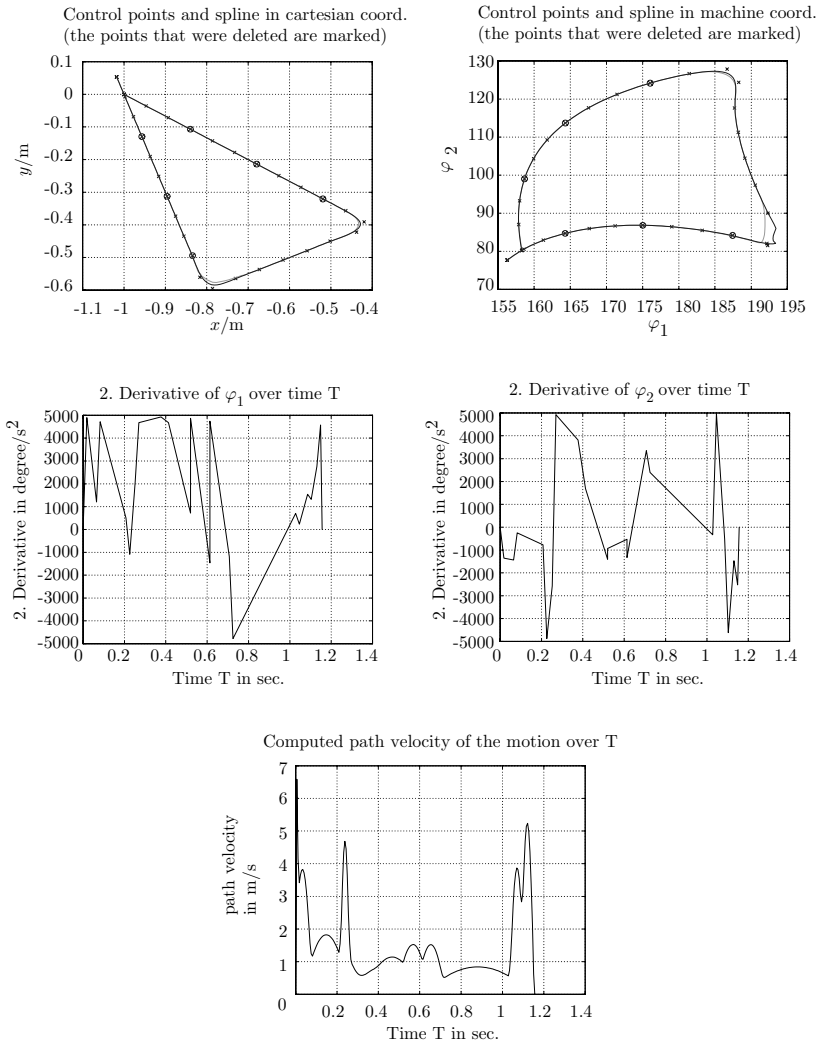 Control points and spline in cartesian coord.
(the points that were deleted are marked)
0.1
0
-0.1
-0.2
-0.3
-0.4
-0.5
-0.6
y/m
-1.1 -1 -0.9 -0.8 -0.7 -0.6 -0.5 -0.4
x/m
Control points and spline in machine coord.
(the points that were deleted are marked)
130
120
110
100
90
80
70
φ 2
155 160 165 170 175 180 185 190 195
φ1
2. Derivative of φ1 over time T
5000
4000
3000
2000
1000
0
-1000
-2000
-3000
-4000
-5000
2. Derivative in degree/s2
0 0.2 0.4 0.6 0.8 1 1.2 1.4
Time T in sec.
2. Derivative of φ2 over time T
5000
4000
3000
2000
1000
0
-1000
-2000
-3000
-4000
-5000
2. Derivative in degree/s2
0 0.2 0.4 0.6 0.8 1 1.2 1.4
Time T in sec.
Computed path velocity of the motion over T
7
6
5
4
3
2
1
0
path velocity
in m/s
0.2 0.4 0.6 0.8 1 1.2 1.4
Time T in sec.